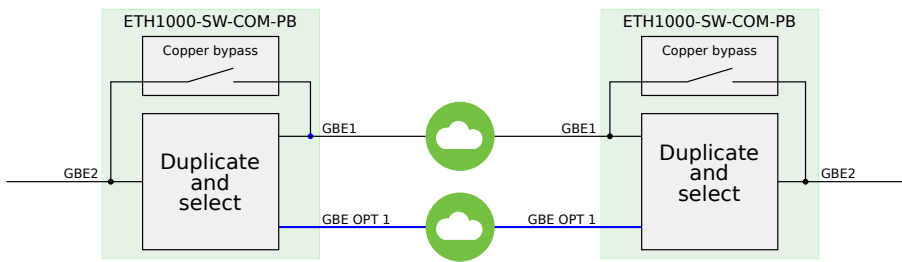 ETH1000-SW-COM-PB
ETH1000-SW-COM-PB
Copper bypass
Copper bypass
GBE1
GBE1
Duplicate
and
select
Duplicate
and
select
GBE2
GBE2
GBE OPT 1
GBE OPT 1